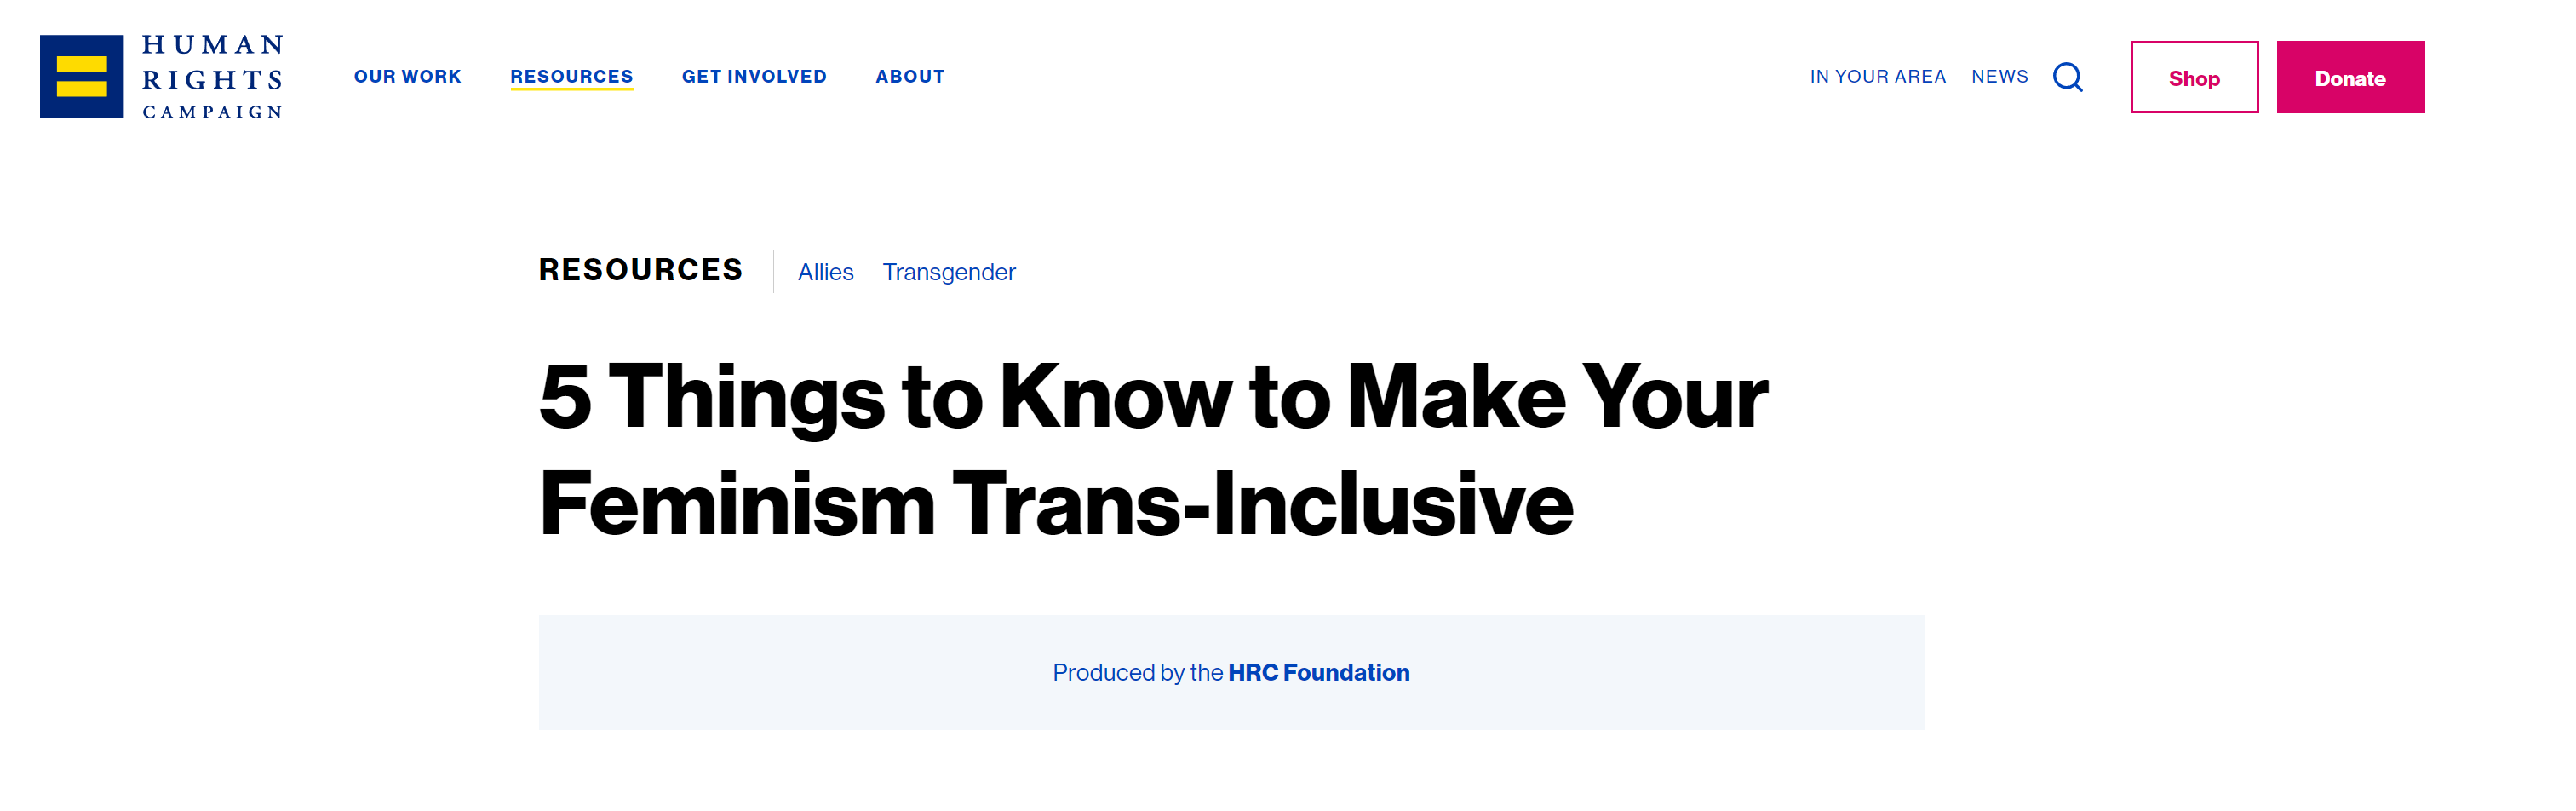 HUMAN
RIGHTS
CAMPAIGN
OUR WORK RESOURCES GET INVOLVED ABOUT
IN YOUR AREA NEWS
Shop
Donate
RESOURCES Allies Transgender
5 Things to Know to Make Your
Feminism Trans-Inclusive
Produced by the HRC Foundation